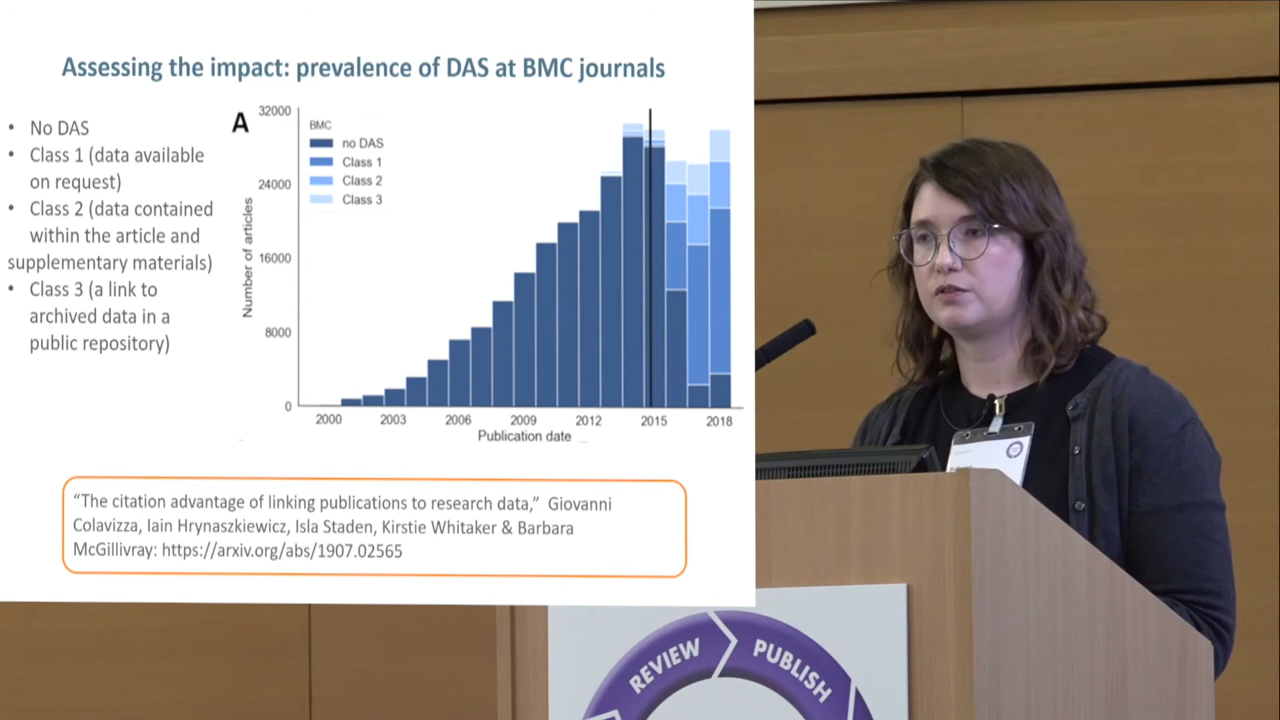 Assessing the impact: prevalence of DAS at BMC journals
• No DAS
• Class 1 (data available
on request)
• Class 2 (data contained
within the article and
supplementary materials)
• Class 3 (a link to
archived data in a
public repository)
A
BMC
no DAS
Class 1
Class 2
Class 3
Number of articles
32000
24000
16000
8000
0
2000 2003 2006 2009 2012 2015 2018
Publication date
“The citation advantage of linking publications to research data,” Giovanni
Colavizza, Iain Hrynaszkiewicz, Isla Staden, Kirstie Whitaker & Barbara
McGillivray: https://arxiv.org/abs/1907.02565
REVIEW
PUBLISH